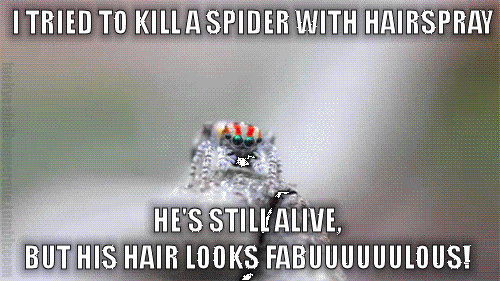 I TRIED TO KILL A SPIDER WITH HAIRSPRAY
HE'S STILL ALIVE,
BUT HIS HAIR LOOKS FABUUUUUULOUS!